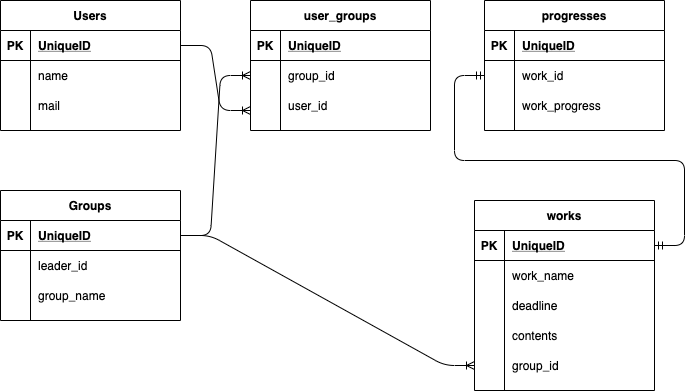 Users
PK UniqueID
name
mail
user_groups
PK UniqueID
group_id
user_id
progresses
PK UniqueID
work_id
work_progress
Groups
PK UniqueID
leader_id
group_name
works
PK UniqueID
work_name
deadline
contents
group_id